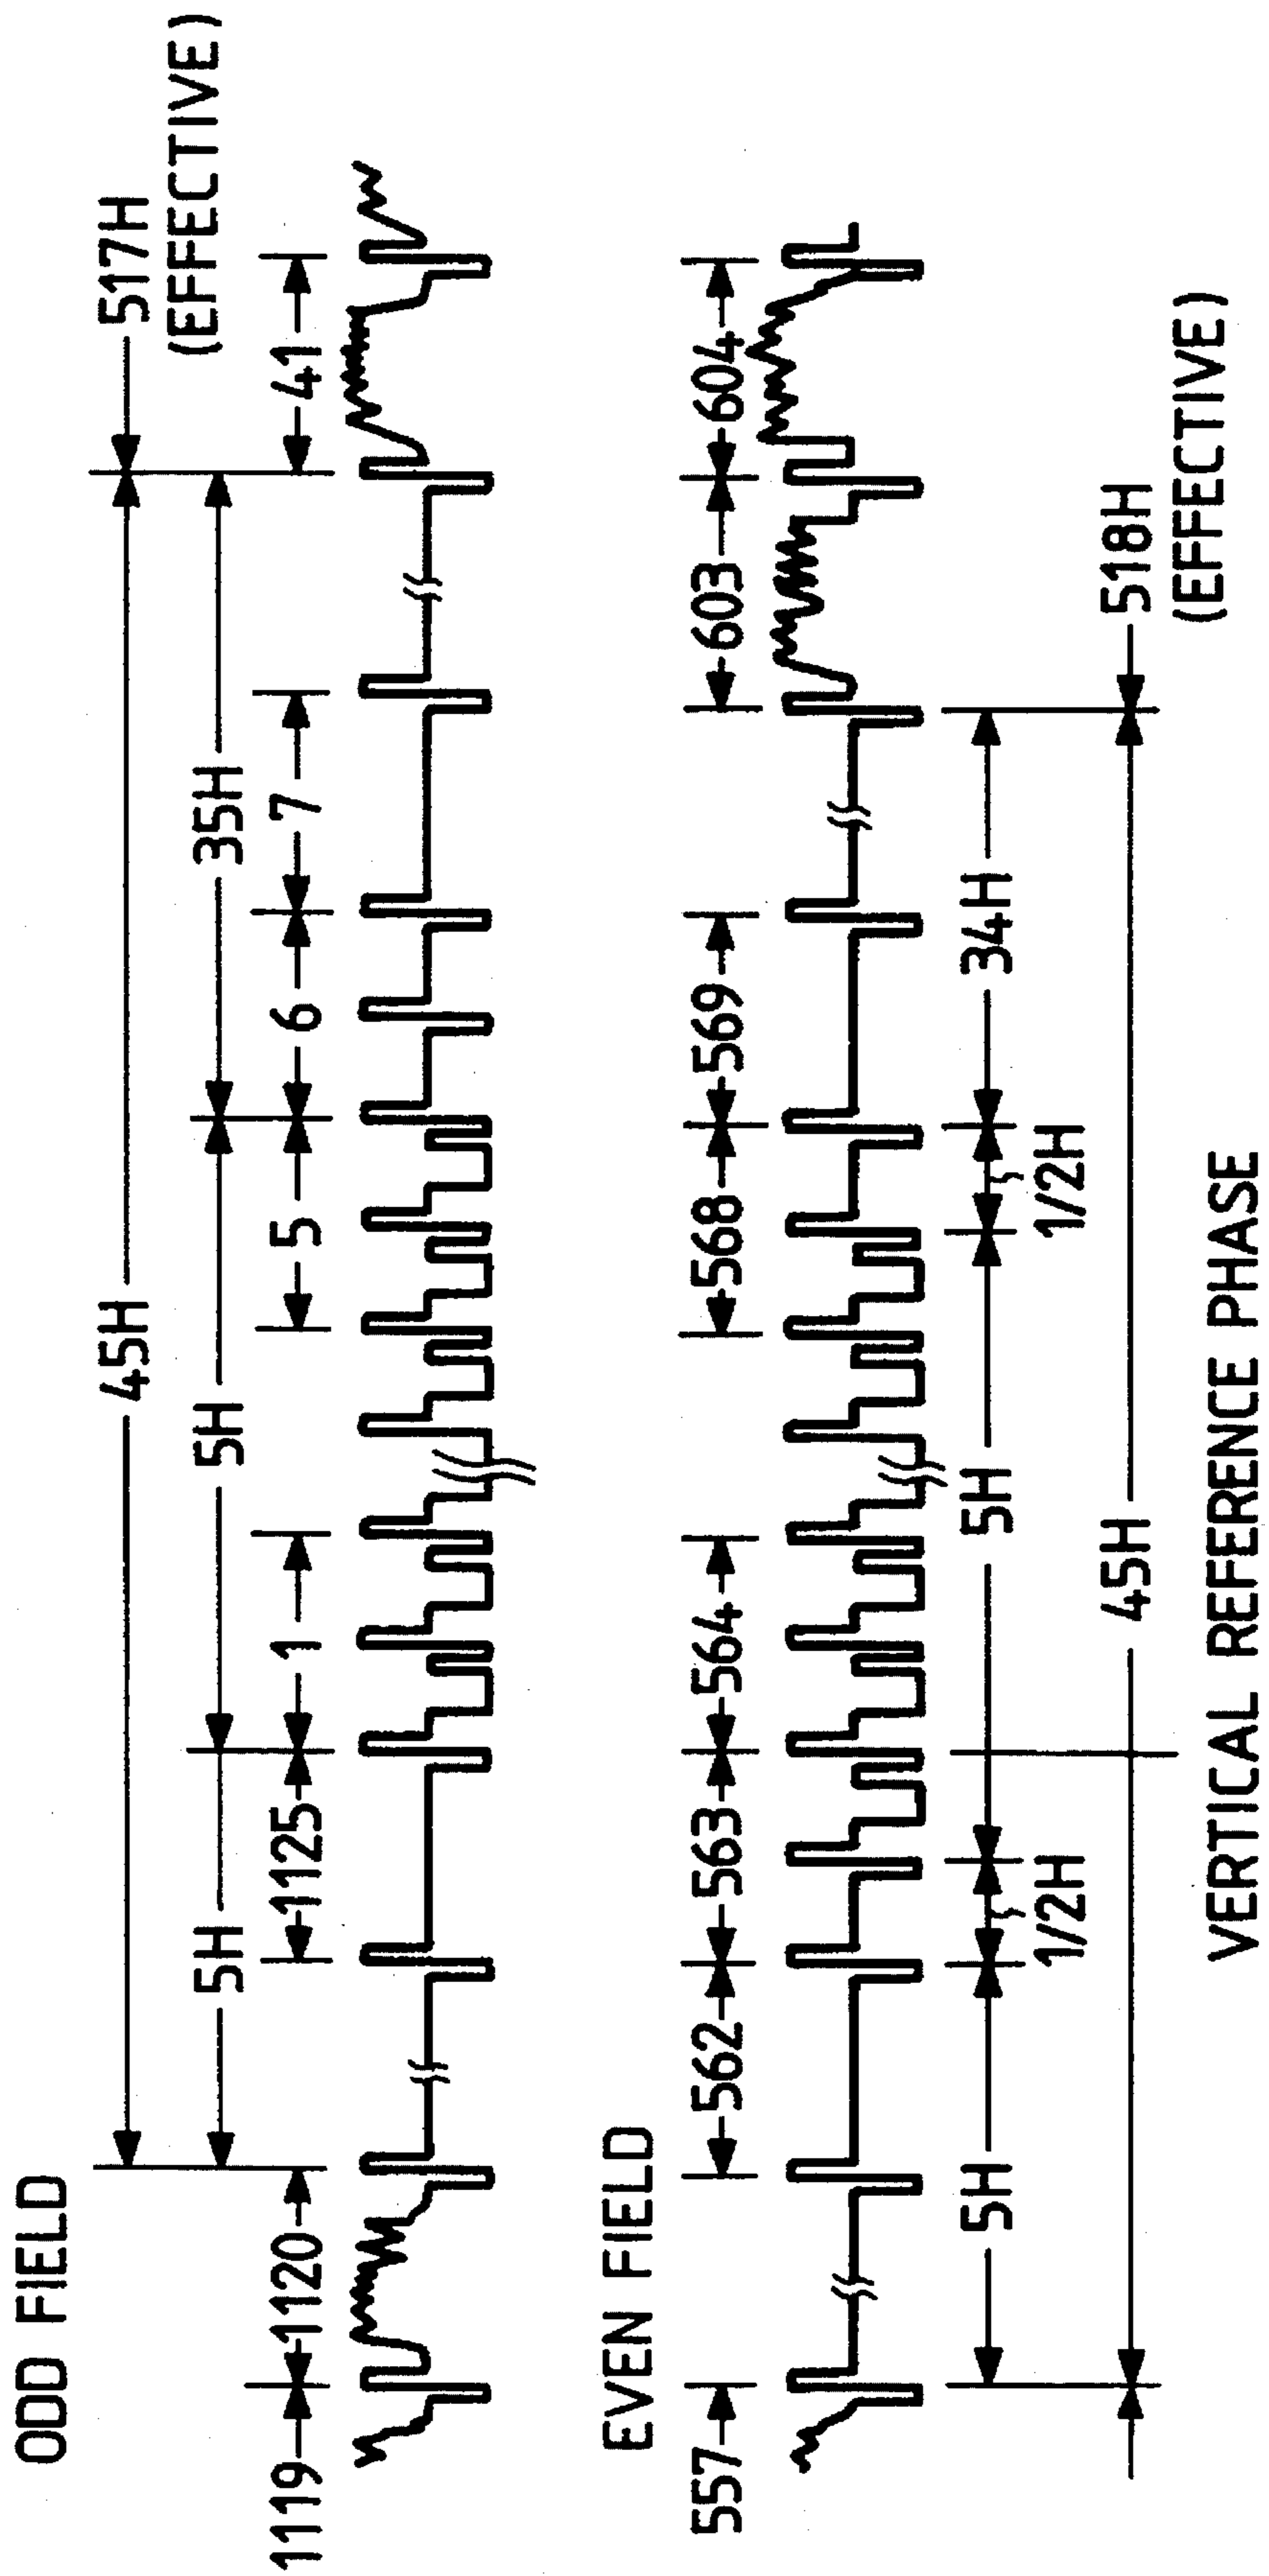 ODD FIELD
45H
517H
(EFFECTIVE)
5H
5H
35H
1119
1120
1125
1
5
6
7
41
EVEN FIELD
557
562
563
564
568
569
603
604
5H
1/2H
5H
1/2H
34H
45H
518H
(EFFECTIVE)
VERTICAL REFERENCE PHASE